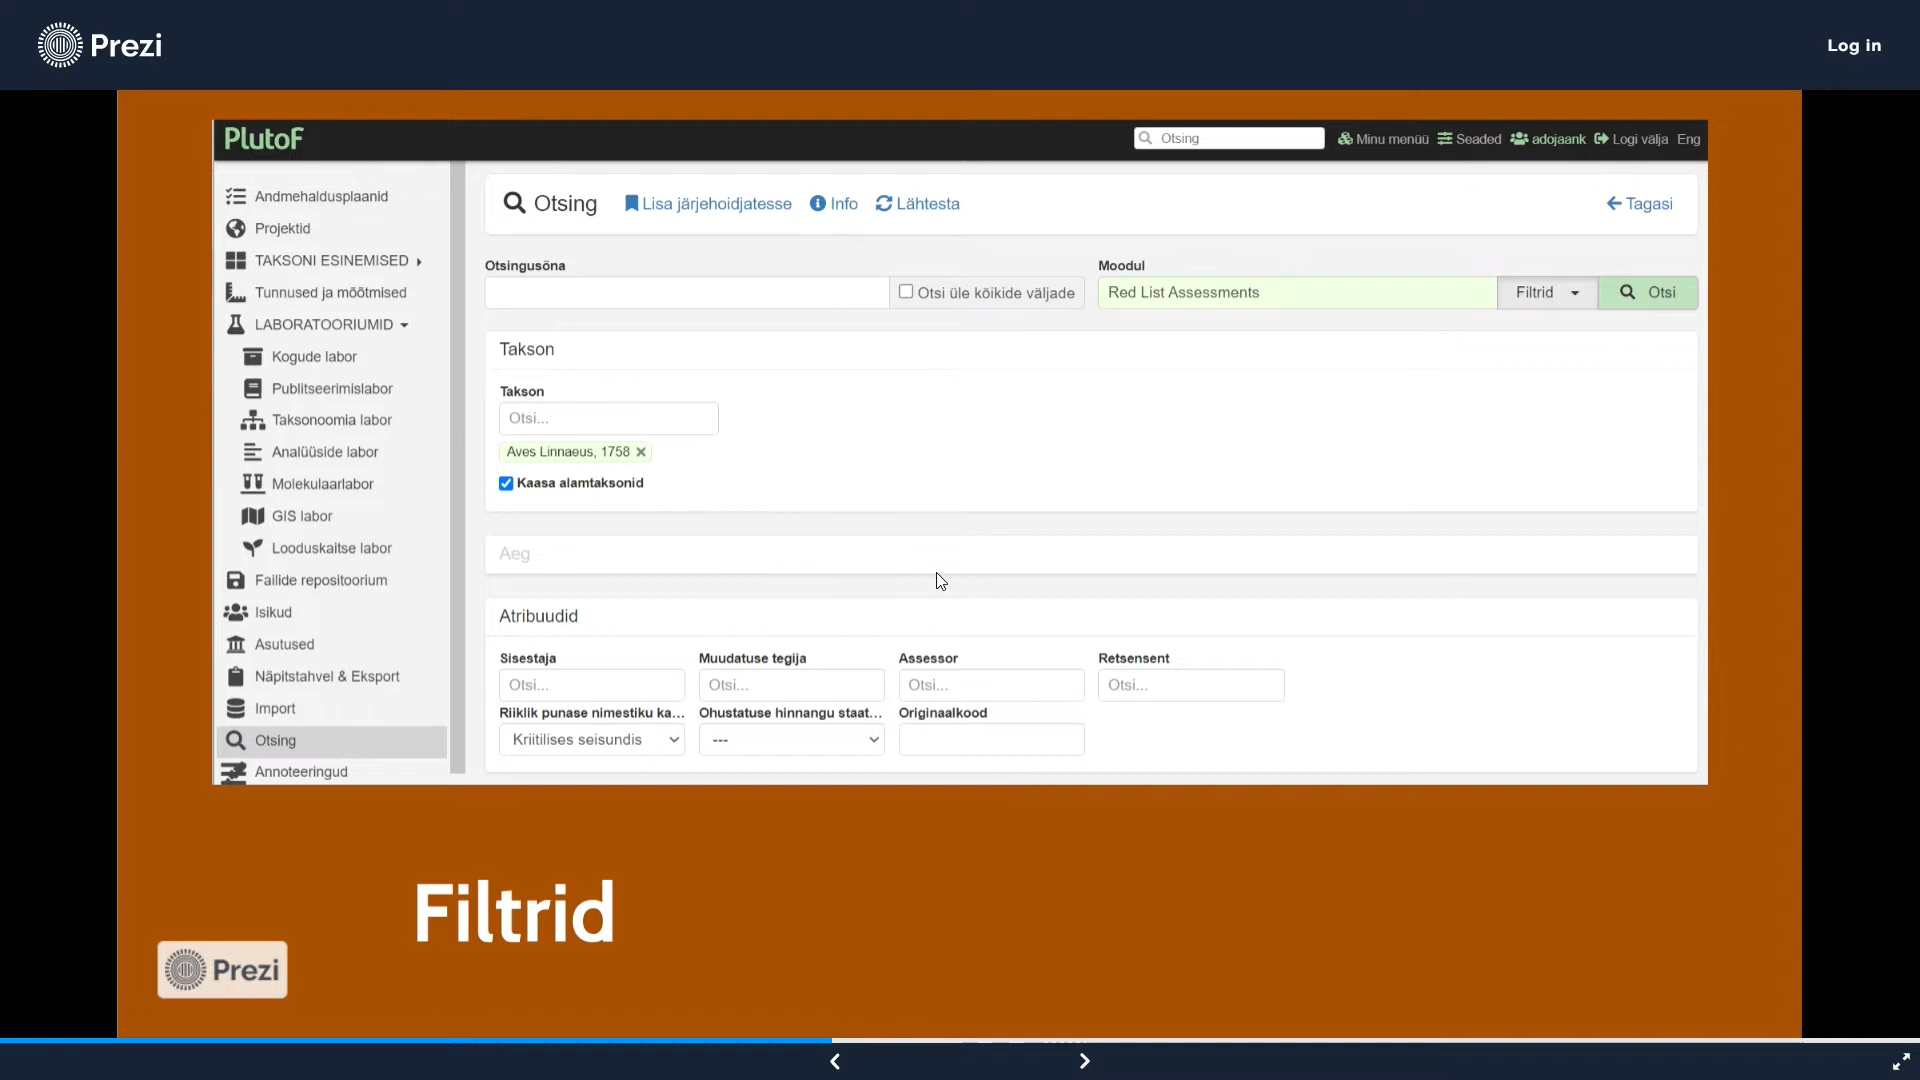 Prezi
Log in
PlutoF
Otsing
Minu menüü
Seaded
adojaank
Logi välja
Eng
Andmehaldusplaanid
Projektid
TAKSONI ESINEMISED
Tunnused ja mõõtmised
LABORATOORIUMID
Kogude labor
Publitseerimislabor
Taksonoomia labor
Analüüside labor
Molekulaarlabor
GIS labor
Looduskaitse labor
Failide repositoorium
Isikud
Asutused
Näpitstahvel & Eksport
Import
Otsing
Annoteeringud
Otsing
Lisa järjehoidjatesse
Info
Lähtesta
Tagasi
Otsingusõna
Otsi üle kõikide väljade
Moodul
Red List Assessments
Filtrid
Otsi
Takson
Takson
Otsi...
Aves Linnaeus, 1758
Kaasa alamtaksonid
Aeg
Atribuudid
Sisestaja
Muudatuse tegija
Assessor
Retsensent
Otsi...
Otsi...
Otsi...
Otsi...
Riiklik punase nimestiku ka...
Ohustatuse hinnangu staat...
Originaalkood
Kriitilises seisundis
---
Filtrid
Prezi